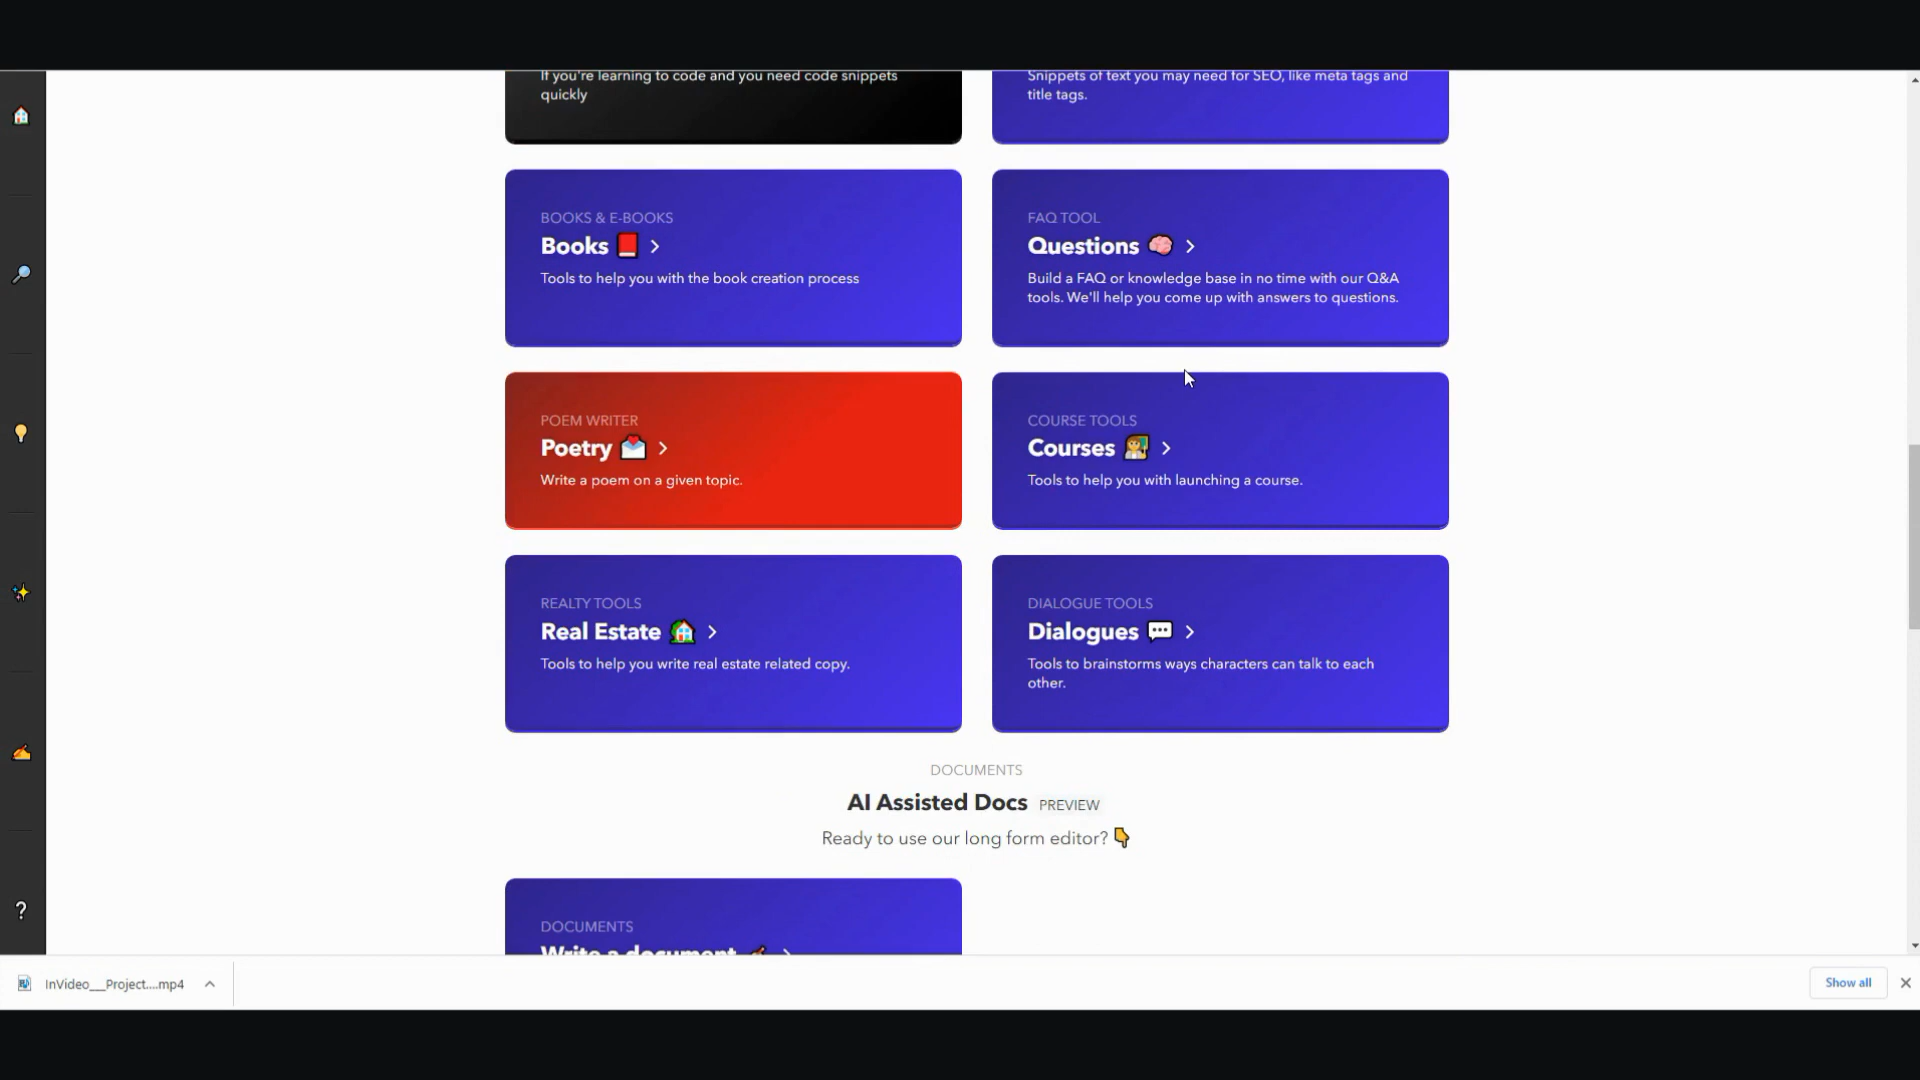 If you're learning to code and you need code snippets
quickly
Snippets of text you may need for SEO, like meta tags and
title tags.
BOOKS & E-BOOKS
Books
Tools to help you with the book creation process
FAQ TOOL
Questions
Build a FAQ or knowledge base in no time with our Q&A
tools. We'll help you come up with answers to questions.
POEM WRITER
Poetry
Write a poem on a given topic.
COURSE TOOLS
Courses
Tools to help you with launching a course.
REALTY TOOLS
Real Estate
Tools to help you write real estate related copy.
DIALOGUE TOOLS
Dialogues
Tools to brainstorms ways characters can talk to each
other.
DOCUMENTS
AI Assisted Docs PREVIEW
Ready to use our long form editor?
DOCUMENTS
Write a document
InVideo___Project....mp4
Show all